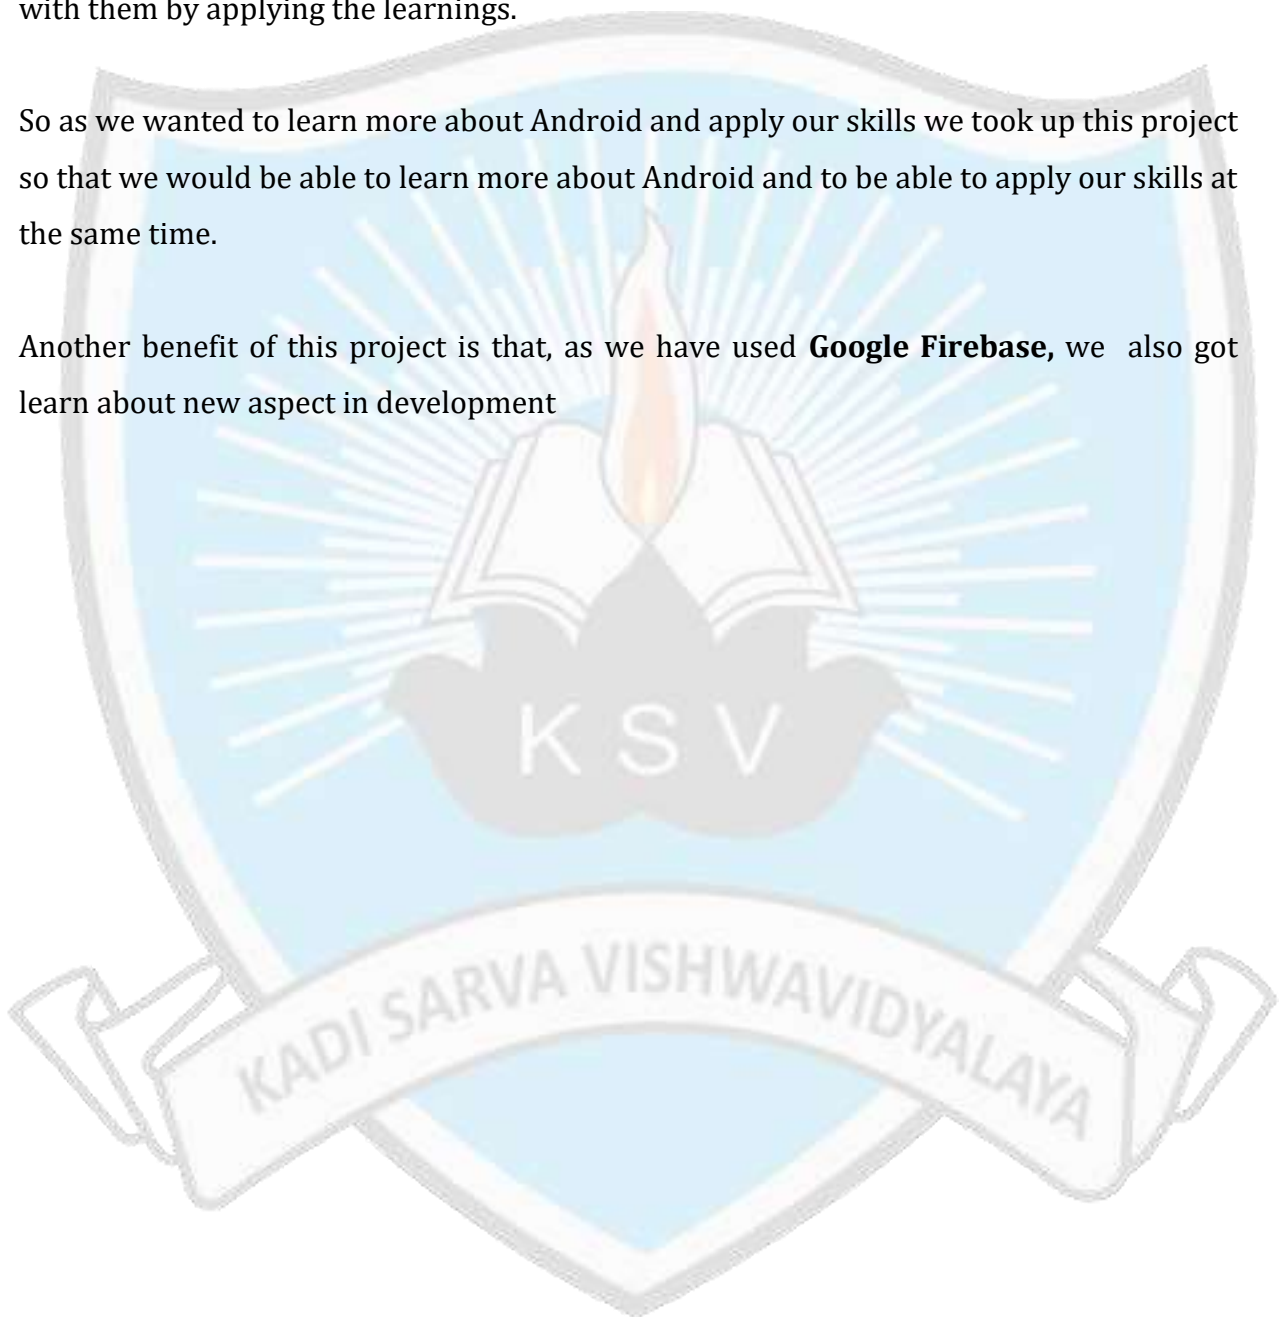 with them by applying the learnings.
So as we wanted to learn more about Android and apply our skills we took up this project
so that we would be able to learn more about Android and to be able to apply our skills at
the same time.
Another benefit of this project is that, as we have used Google Firebase, we also got
learn about new aspect in development
KSV
KADI SARVA VISHWAVIDYALAYA